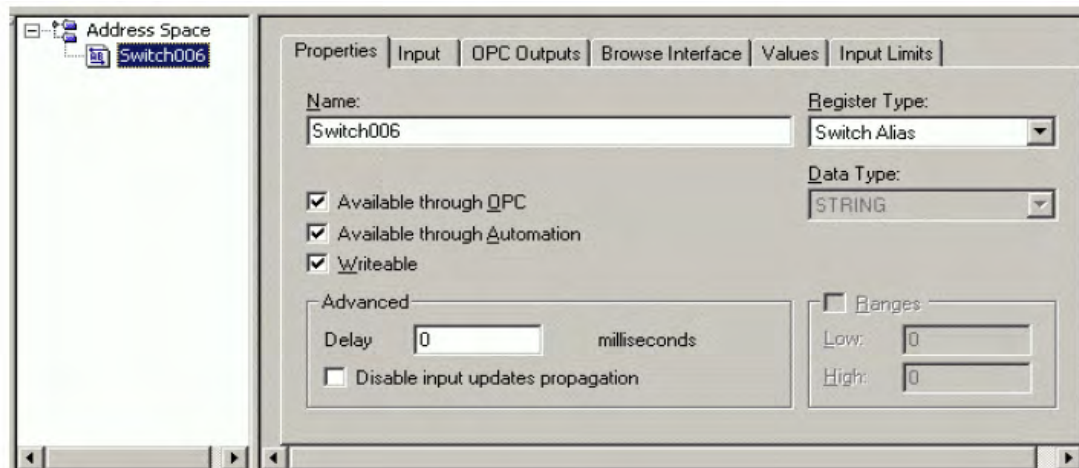 Address Space
Switch006
Properties Input OPC Outputs Browse Interface Values Input Limits
Name: Register Type:
Switch006 Switch Alias
Data Type:
Available through OPC STRING
Available through Automation
Writeable
Advanced Ranges
Delay 0 milliseconds Low: 0
Disable input updates propagation High: 0